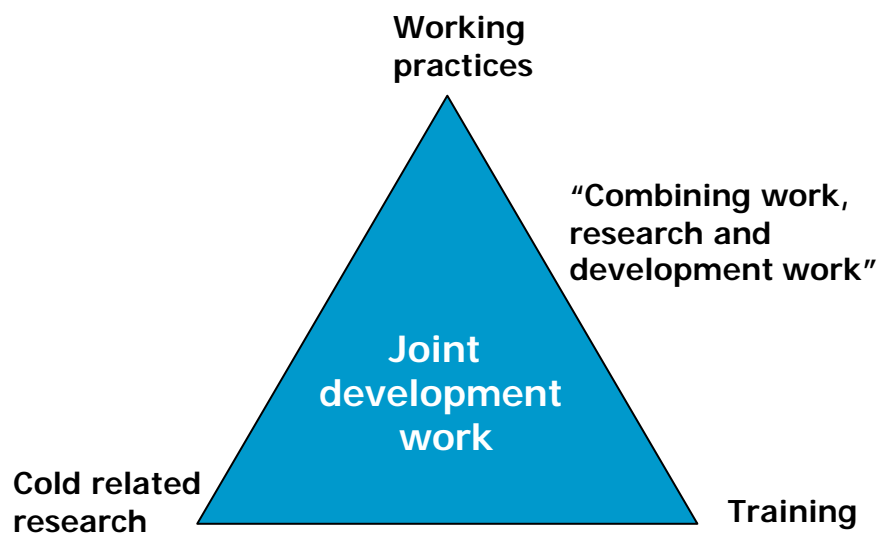 Working
practices
“Combining work,
research and
development work”
Joint
development
work
Cold related
research
Training